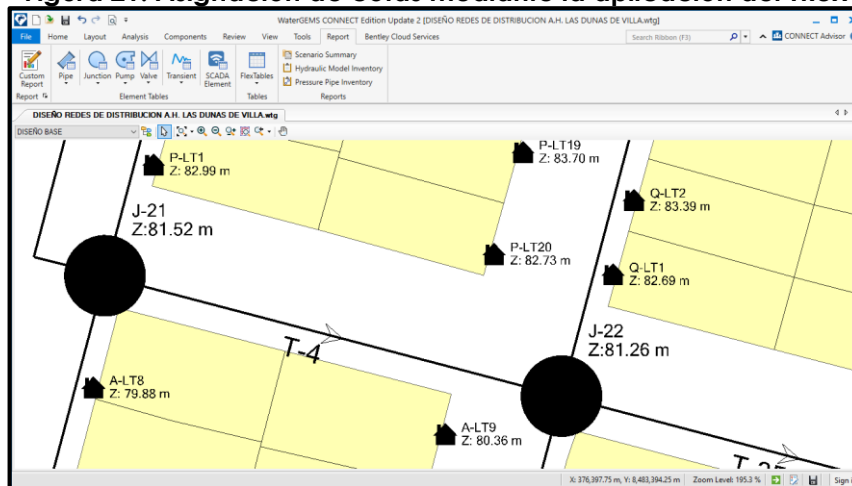 WaterGEMS CONNECT Edition Update 2 [DISEÑO REDES DE DISTRIBUCION A.H. LAS DUNAS DE VILLA.wtg]
File Home Layout Analysis Components Review View Tools Report Bentley Cloud Services Search Ribbon (F3) CONNECT Advisor
Custom Report Pipe Junction Pump Valve Transient SCADA Element FlexTables Scenario Summary
Hydraulic Model Inventory
Pressure Pipe Inventory
Report Element Tables Tables Reports
DISEÑO REDES DE DISTRIBUCION A.H. LAS DUNAS DE VILLA.wtg
DISEÑO BASE
P-LT1
Z: 82.99 m
P-LT19
Z: 83.70 m
Q-LT2
Z: 83.39 m
J-21
Z:81.52 m
P-LT20
Z: 82.73 m
Q-LT1
Z: 82.69 m
J-22
Z:81.26 m
T-4
A-LT8
Z: 79.88 m
A-LT9
Z: 80.36 m
X: 376,397.75 m, Y: 8,483,394.25 m Zoom Level: 195.3 % Sign